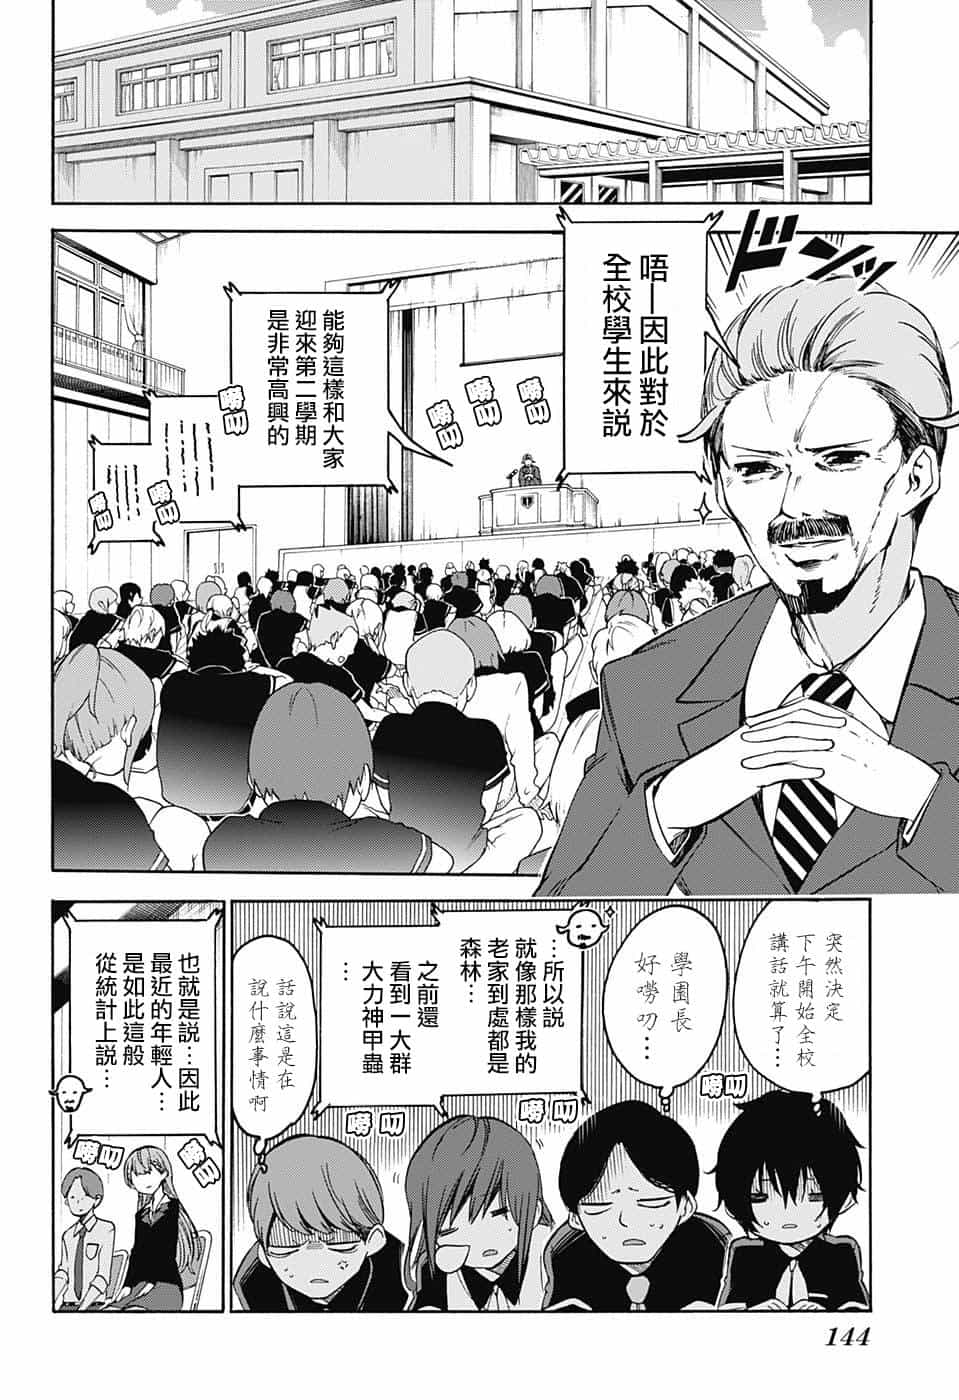 ドンッ
唔—因此對於
全校學生來說
能夠這樣和大家
迎來第二學期
是非常高興的
嘮叨
嘮叨
嘮叨
嘮叨
嘮叨
突然決定
下午開始全校
講話就算了…
學園長
好嘮叨…
…所以說
就像那樣我的
老家到處都是
森林…
之前還
看到一大群
大力神甲蟲
…
話說這是在
說什麼事情啊
嘮叨
嘮叨
嘮叨
也就是說…因此
最近的年輕人…
是如此這般
從統計上說…
嘮叨
嘮叨
144